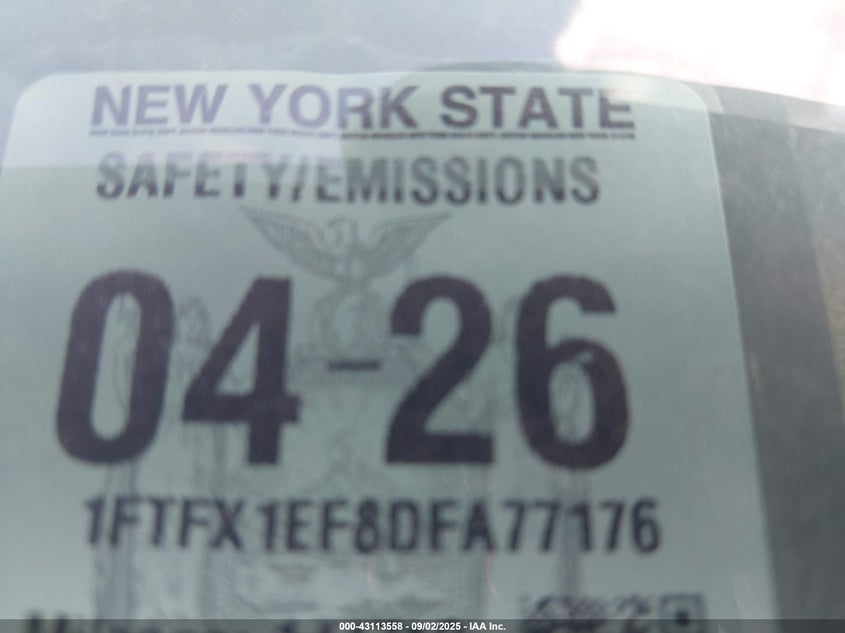 NEW YORK STATE
SAFETY/EMISSIONS
04-26
1FTFX1EF8DFA77176
000-43113558 - 09/02/2025 - IAA Inc.